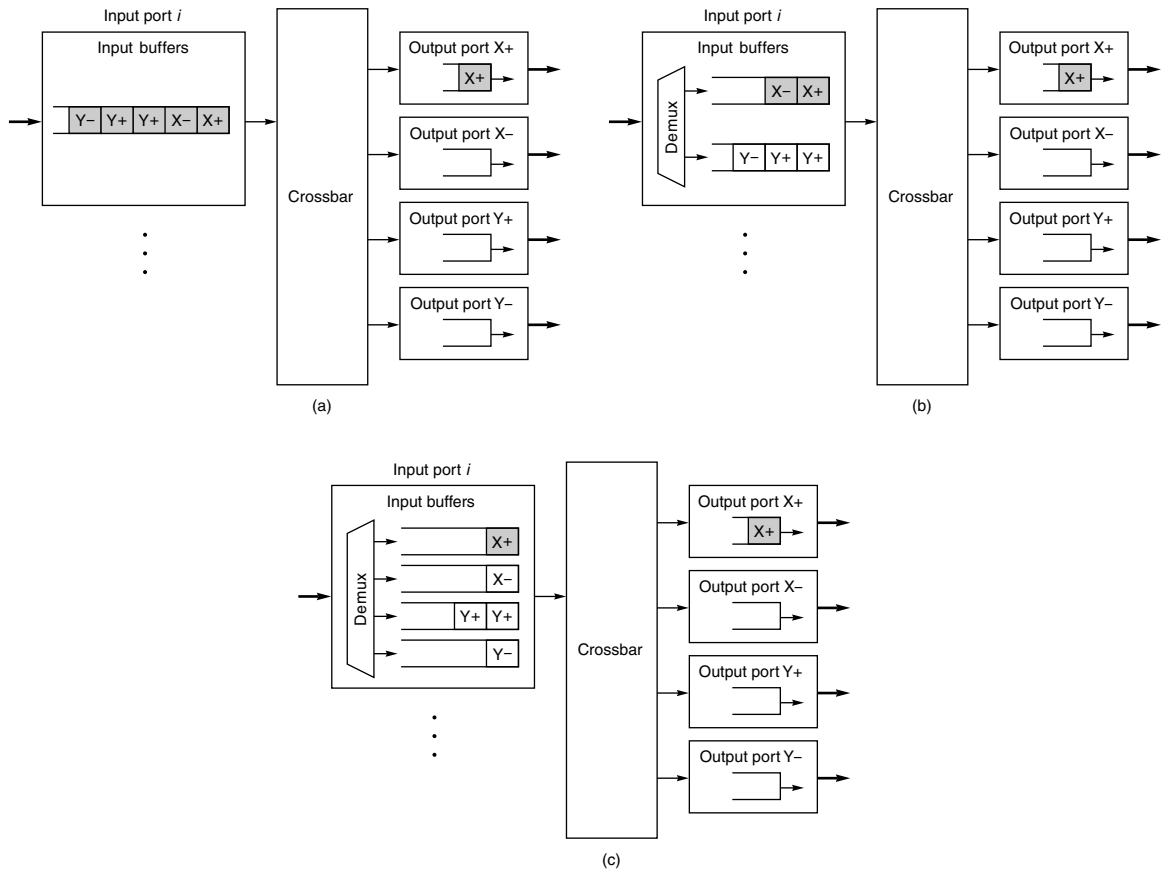 Input port i
Input buffers
Y− Y+ Y+ X− X+
Crossbar
Output port X+
X+
Output port X−
Output port Y+
Output port Y−
(a)
Input port i
Input buffers
Demux
X− X+
Y− Y+ Y+
Crossbar
Output port X+
X+
Output port X−
Output port Y+
Output port Y−
(b)
Input port i
Input buffers
Demux
X+
X−
Y+ Y+
Y−
Crossbar
Output port X+
X+
Output port X−
Output port Y+
Output port Y−
(c)